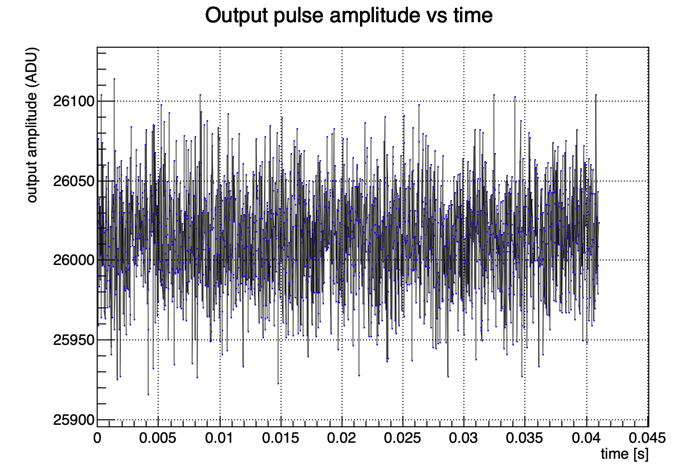 Output pulse amplitude vs time
output amplitude (ADU)
26100
26050
26000
25950
25900
0 0.005 0.01 0.015 0.02 0.025 0.03 0.035 0.04 0.045
time [s]